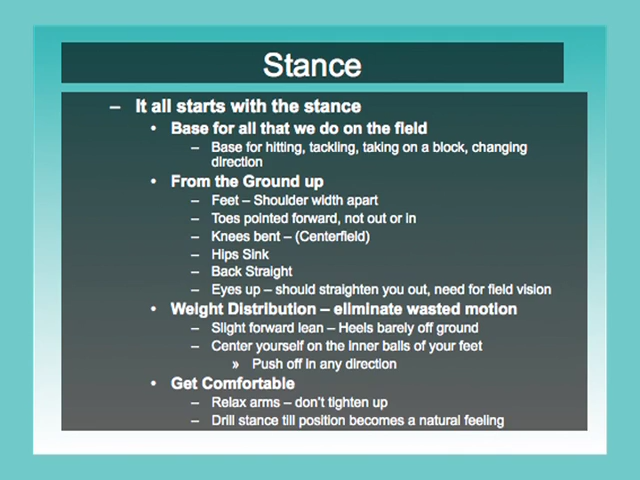 Stance
– It all starts with the stance
• Base for all that we do on the field
– Base for hitting, tackling, taking on a block, changing
direction
• From the Ground up
– Feet – Shoulder width apart
– Toes pointed forward, not out or in
– Knees bent – (Centerfield)
– Hips Sink
– Back Straight
– Eyes up – should straighten you out, need for field vision
• Weight Distribution – eliminate wasted motion
– Slight forward lean – Heels barely off ground
– Center yourself on the inner balls of your feet
» Push off in any direction
• Get Comfortable
– Relax arms – don't tighten up
– Drill stance till position becomes a natural feeling